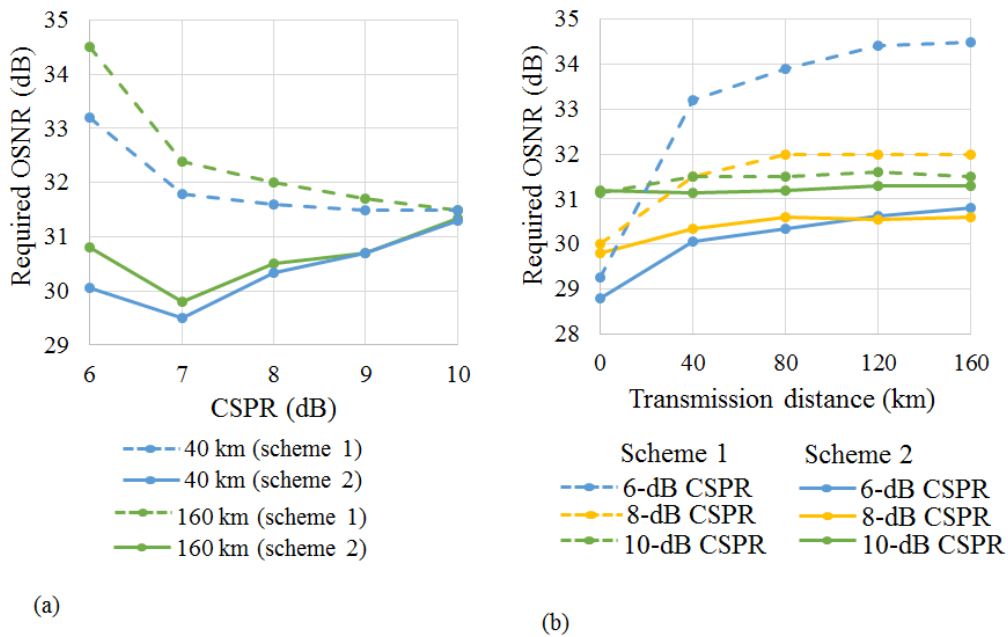 35
34
33
32
31
30
29
Required OSNR (dB)
6 7 8 9 10
CSPR (dB)
40 km (scheme 1)
40 km (scheme 2)
160 km (scheme 1)
160 km (scheme 2)
(a)
35
34
33
32
31
30
29
28
Required OSNR (dB)
0 40 80 120 160
Transmission distance (km)
Scheme 1 Scheme 2
6-dB CSPR 6-dB CSPR
8-dB CSPR 8-dB CSPR
10-dB CSPR 10-dB CSPR
(b)